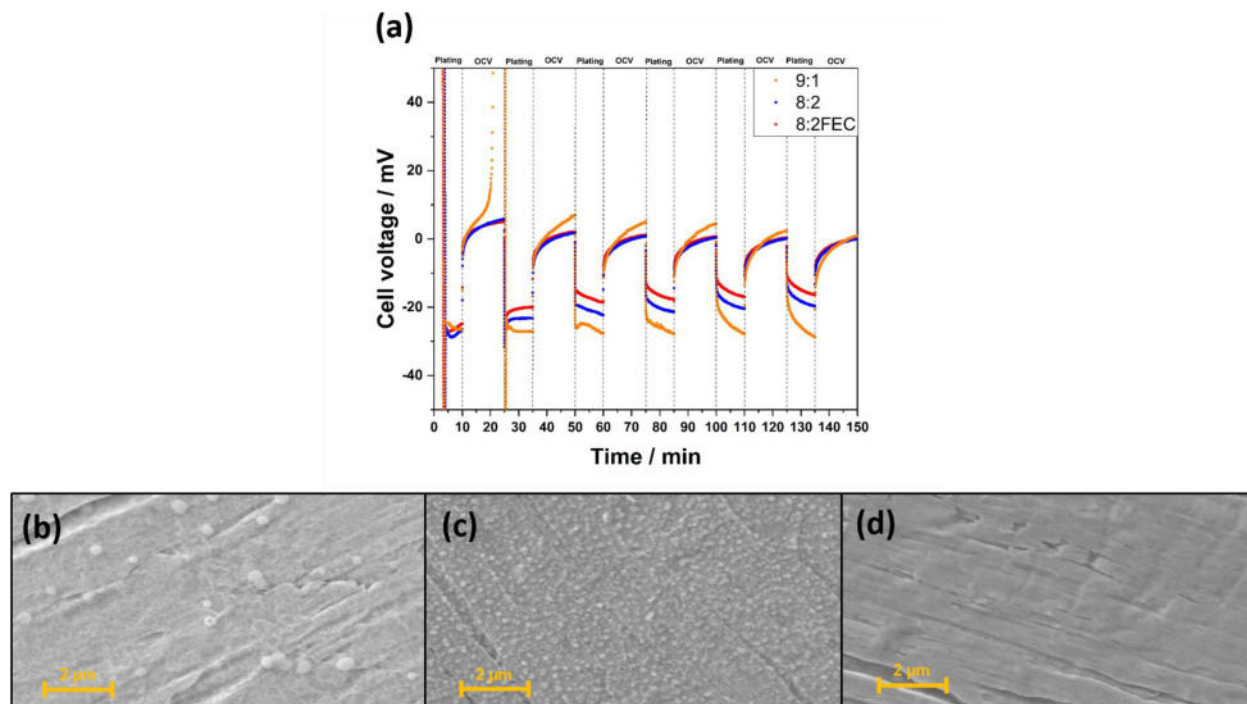 (a)
Plating OCV Plating OCV Plating OCV Plating OCV Plating OCV Plating OCV
9:1
8:2
8:2FEC
40
20
0
-20
-40
Cell voltage / mV
0 10 20 30 40 50 60 70 80 90 100 110 120 130 140 150
Time / min
(b)
(c)
(d)
2 µm
2 µm
2 µm